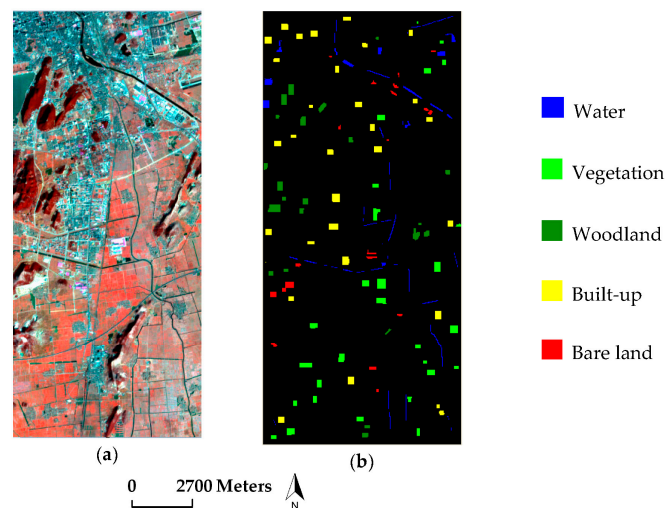 Water
Vegetation
Woodland
Built-up
Bare land
(a)
(b)
0 2700 Meters
N